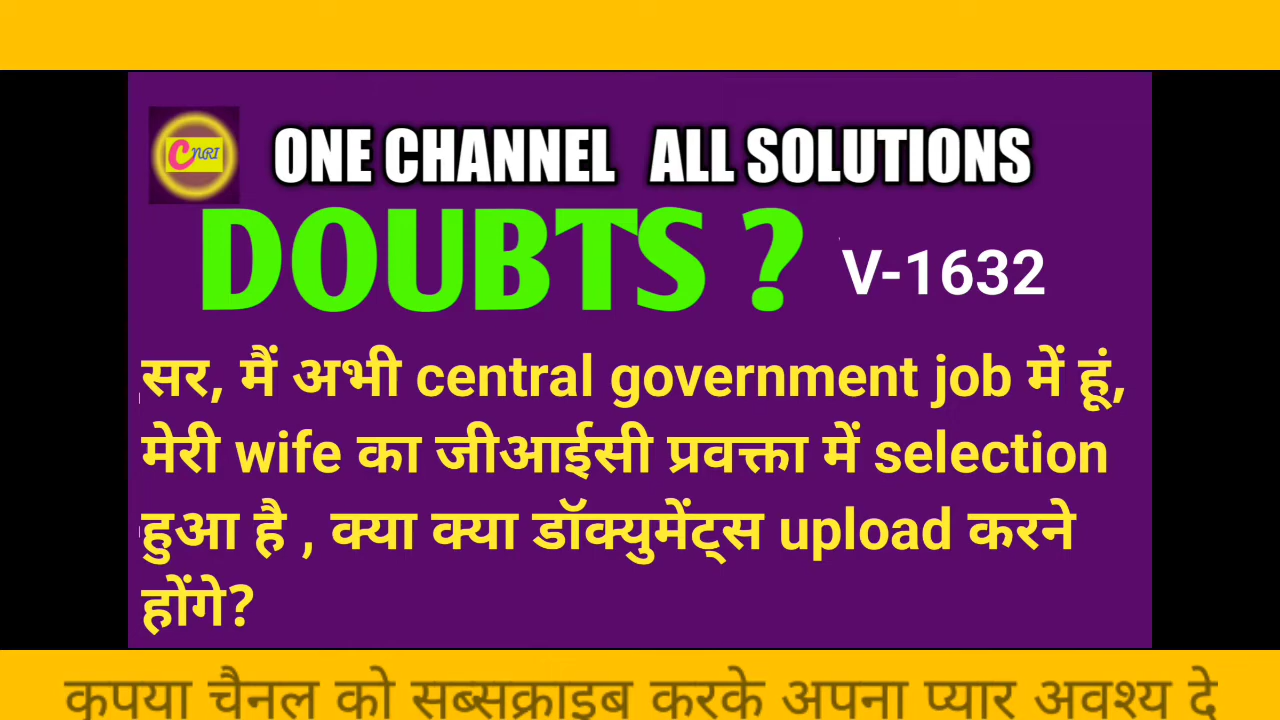 Cnri
ONE CHANNEL ALL SOLUTIONS
DOUBTS ?
V-1632
सर, मैं अभी central government job में हूं,
मेरी wife का जीआईसी प्रवक्ता में selection
हुआ है , क्या क्या डॉक्युमेंट्स upload करने
होंगे?
कृपया चैनल को सब्सक्राइब करके अपना प्यार अवश्य दे